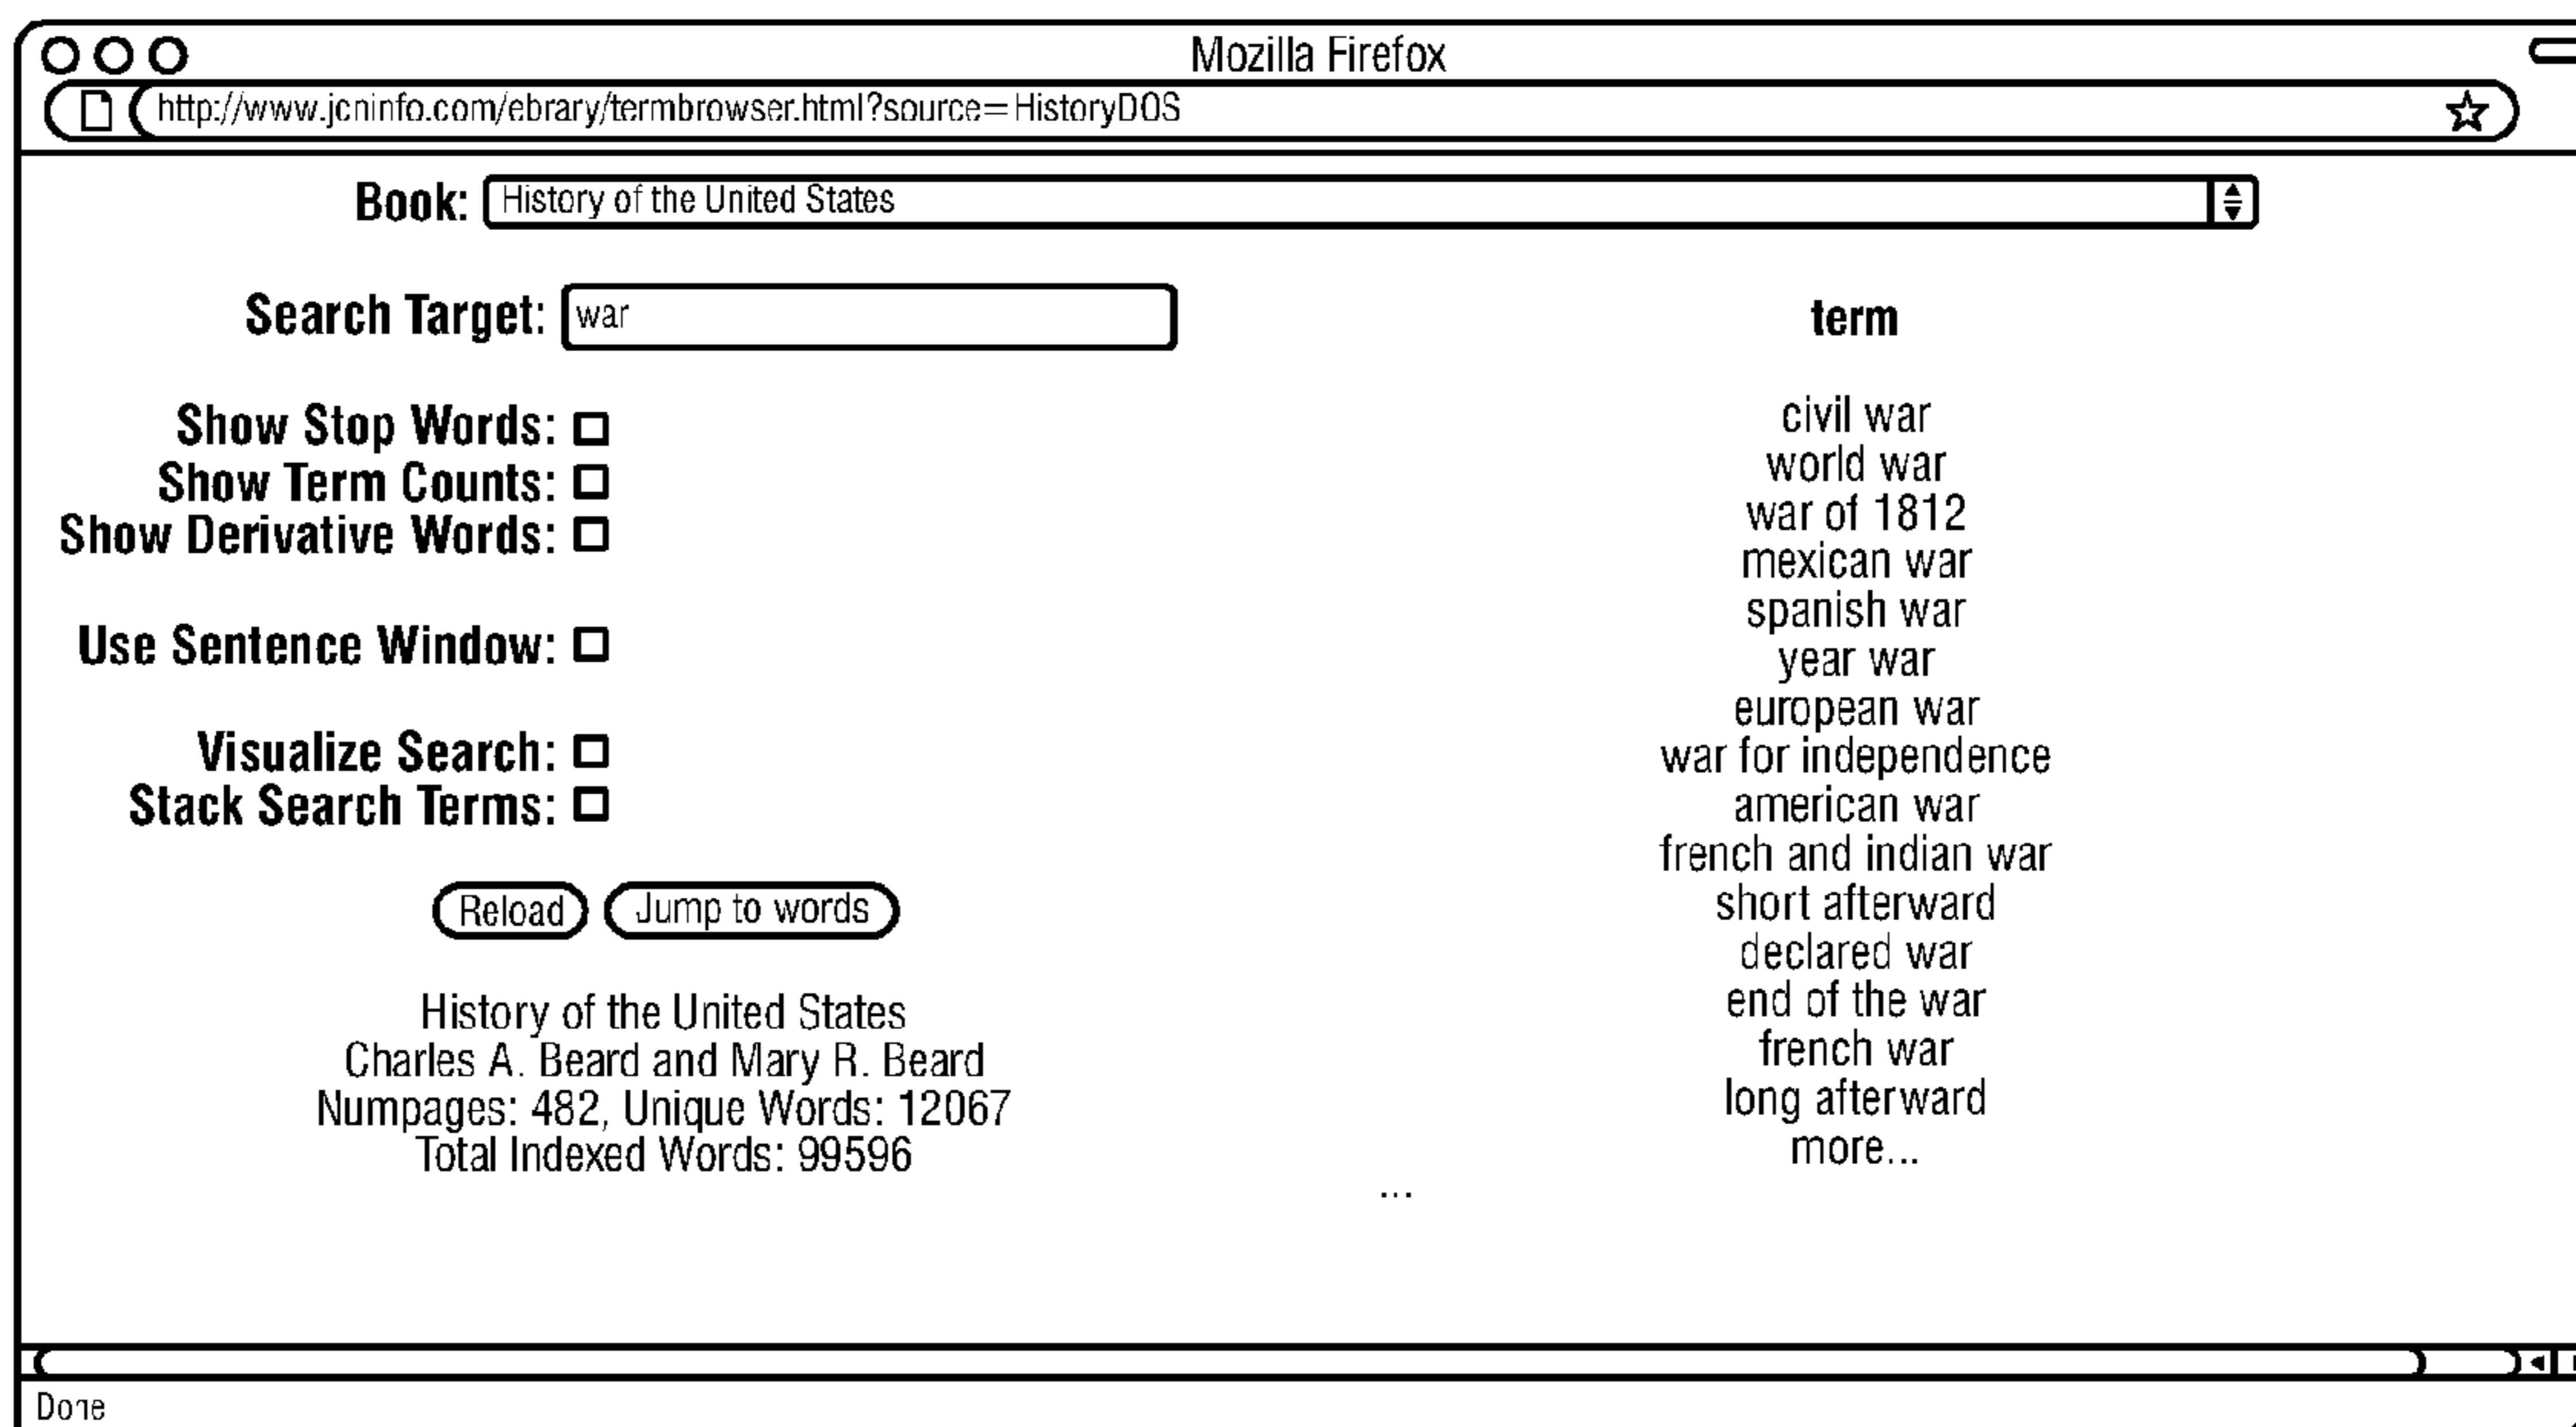 Mozilla Firefox
http://www.jcninfo.com/ebrary/termbrowser.html?source=HistoryDOS
Book: History of the United States
Search Target: war
Show Stop Words:
Show Term Counts:
Show Derivative Words:
Use Sentence Window:
Visualize Search:
Stack Search Terms:
Reload Jump to words
History of the United States
Charles A. Beard and Mary R. Beard
Numpages: 482, Unique Words: 12067
Total Indexed Words: 99596
term
civil war
world war
war of 1812
mexican war
spanish war
year war
european war
war for independence
american war
french and indian war
short afterward
declared war
end of the war
french war
long afterward
more...
...
Done